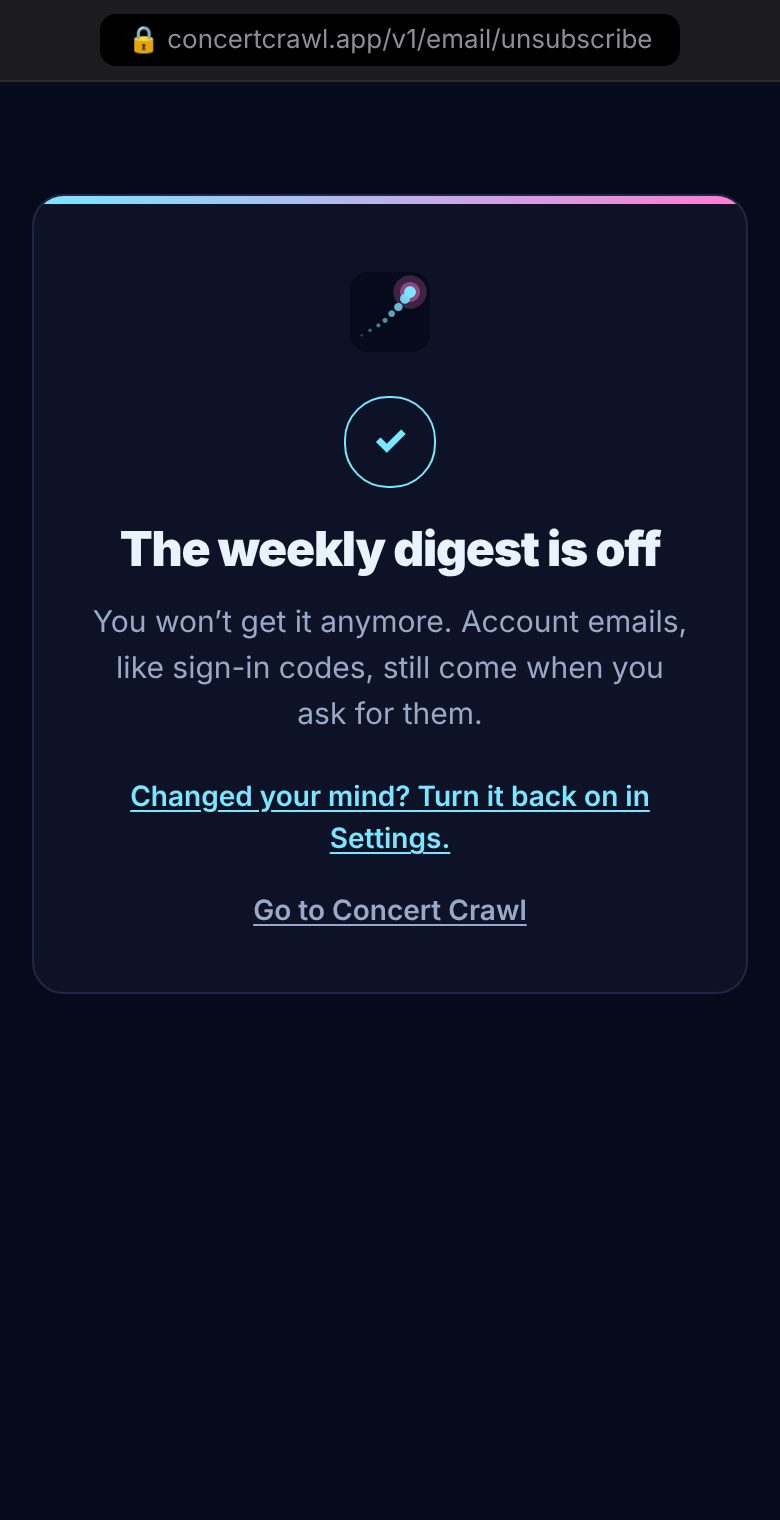 🔒 concertcrawl.app/v1/email/unsubscribe
The weekly digest is off
You won’t get it anymore. Account emails,
like sign-in codes, still come when you
ask for them.
Changed your mind? Turn it back on in
Settings.
Go to Concert Crawl